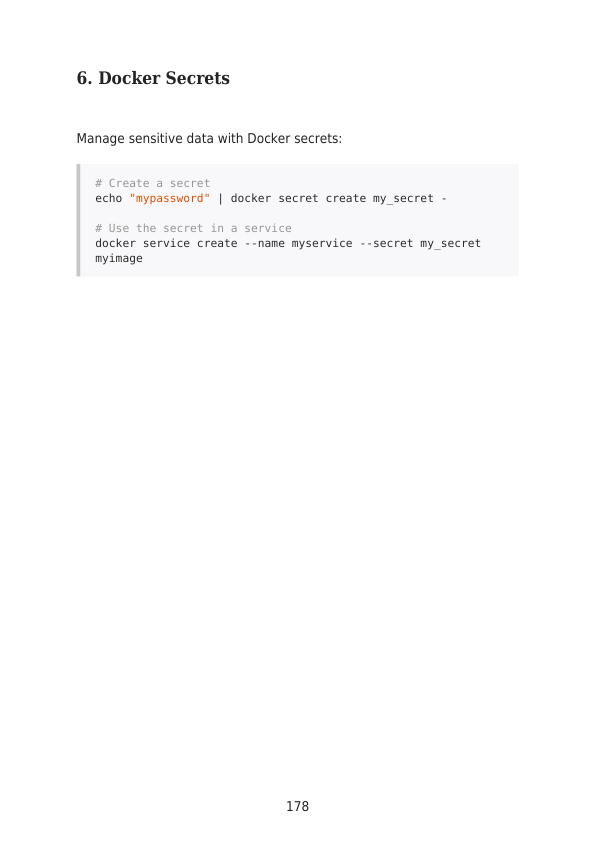 6. Docker Secrets
Manage sensitive data with Docker secrets:
# Create a secret
echo "mypassword" | docker secret create my_secret -
# Use the secret in a service
docker service create --name myservice --secret my_secret
myimage
178